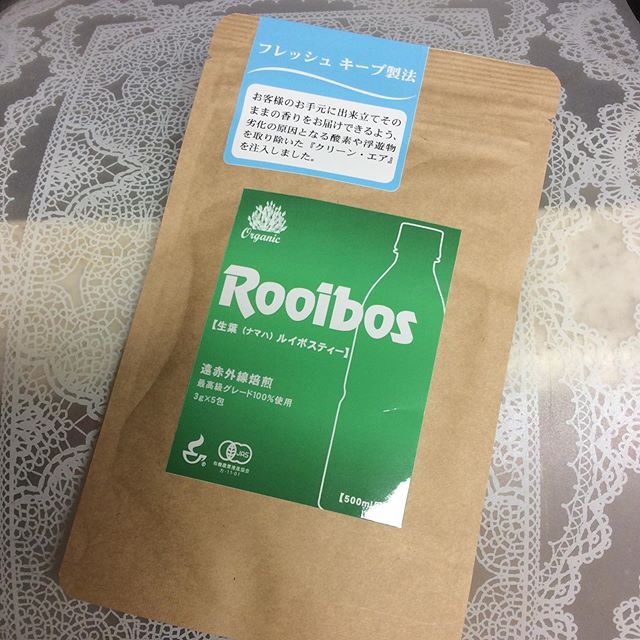 フレッシュ キープ製法
お客様のお手元に出来立てその
ままの香りをお届けできるよう、
劣化の原因となる酸素や浮遊物
を取り除いた『クリーン・エア』
を注入しました。
Organic
Rooibos
【生葉（ナマハ）ルイボスティー】
遠赤外線焙煎
最高級グレード100%使用
3g×5包
JAS
【500ml